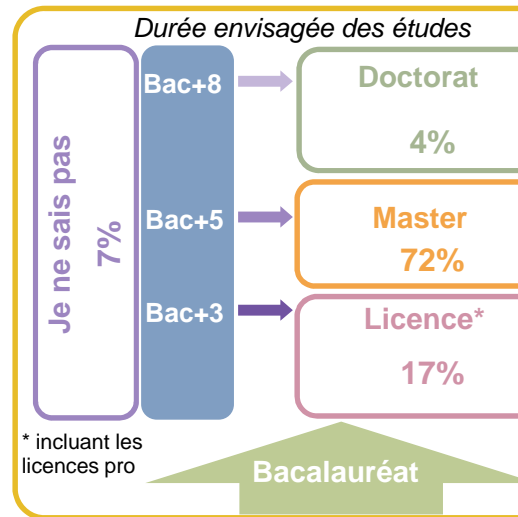 Durée envisagée des études
Je ne sais pas
7%
Bac+8
Doctorat
4%
Bac+5
Master
72%
Bac+3
Licence*
17%
* incluant les
licences pro
Bacalauréat